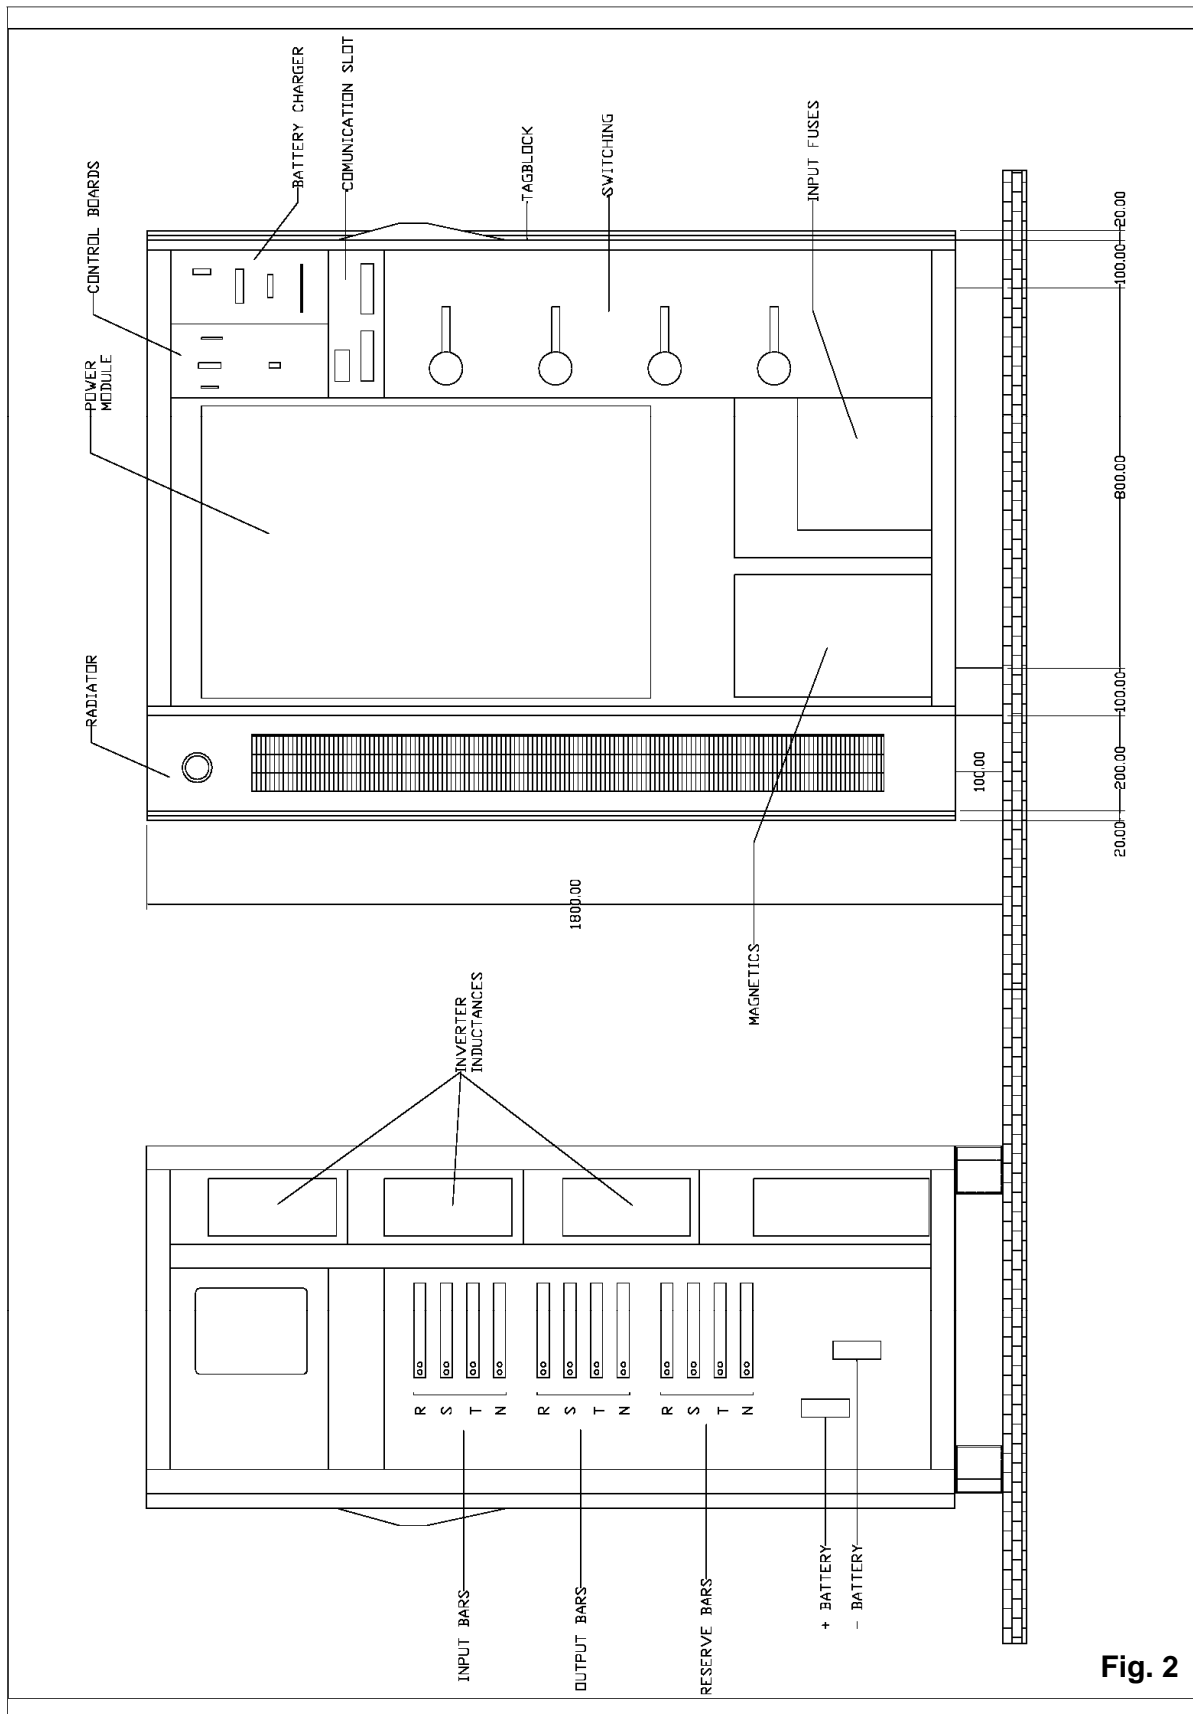 INPUT BARS
OUTPUT BARS
RESERVE BARS
+ BATTERY
- BATTERY
R
S
T
N
R
S
T
N
R
S
T
N
INVERTER
INDUCTANCES
MAGNETICS
1800.00
RADIATOR
POWER
MODULE
CONTROL BOARDS
BATTERY CHARGER
COMUNICATION SLOT
TAGBLOCK
SWITCHING
INPUT FUSES
20.00
200.00
100.00
100.00
800.00
100.00
20.00
Fig. 2